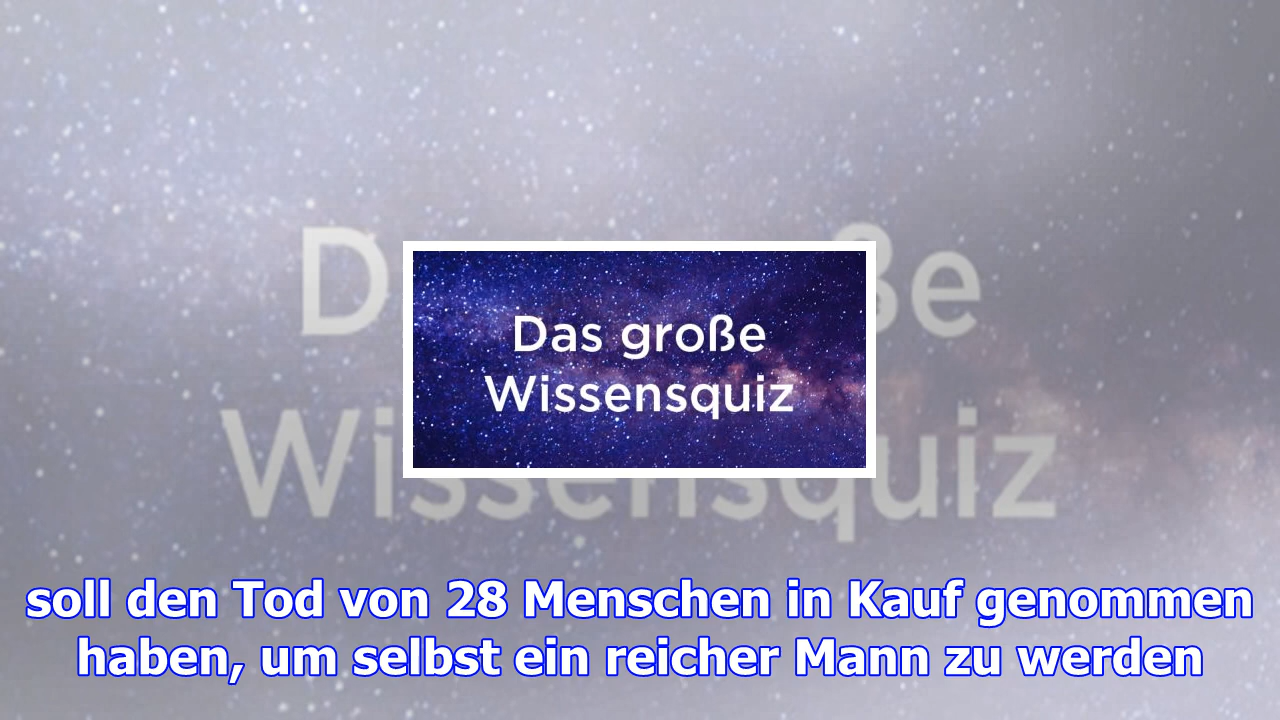 Das große
Wissensquiz
soll den Tod von 28 Menschen in Kauf genommen
haben, um selbst ein reicher Mann zu werden